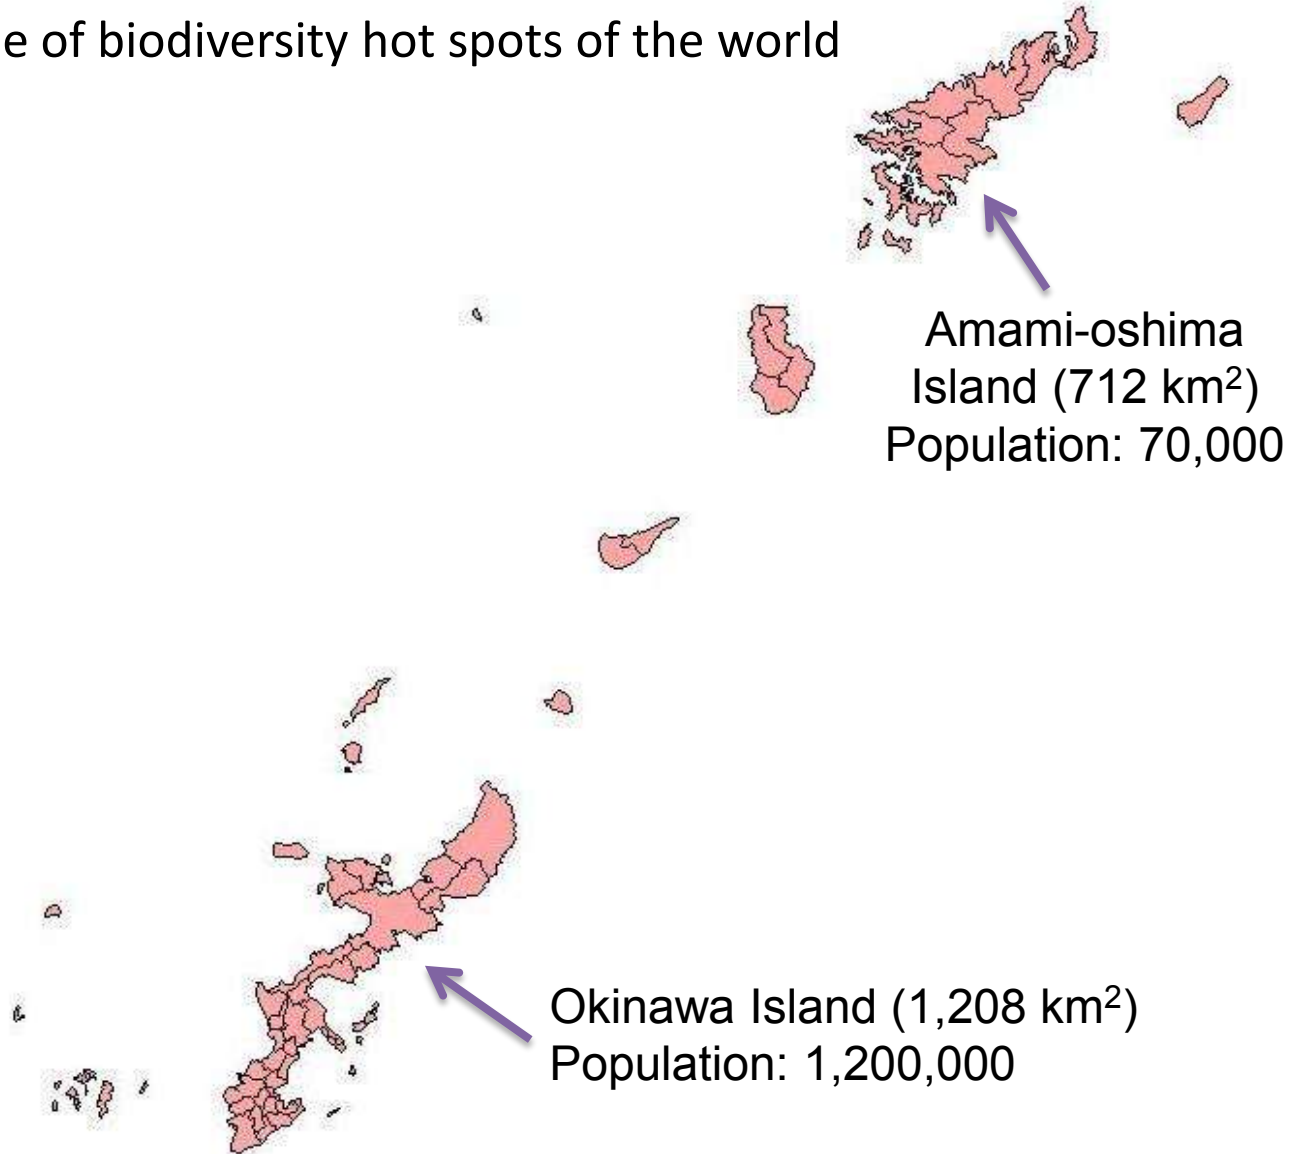 e of biodiversity hot spots of the world
Amami-oshima
Island (712 km²)
Population: 70,000
Okinawa Island (1,208 km²)
Population: 1,200,000